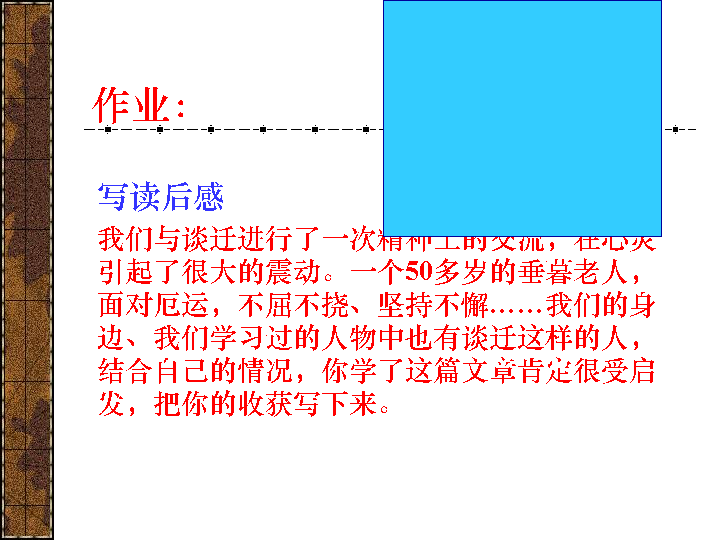 作业：
写读后感
我们与谈迁进行了一次精神上的交流，在心灵
引起了很大的震动。一个50多岁的垂暮老人，
面对厄运，不屈不挠、坚持不懈……我们的身
边、我们学习过的人物中也有谈迁这样的人，
结合自己的情况，你学了这篇文章肯定很受启
发，把你的收获写下来。